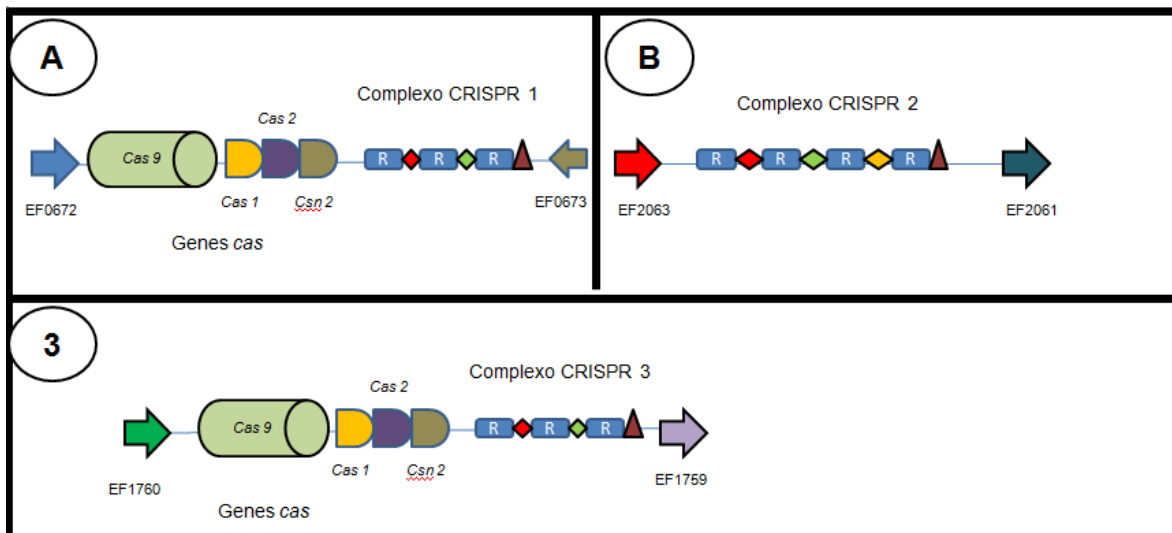 A
Complexo CRISPR 1
Cas 2
Cas 9
R R R
Cas 1
Csn 2
EF0672
EF0673
Genes cas
B
Complexo CRISPR 2
R R R R
EF2063
EF2061
3
Complexo CRISPR 3
Cas 2
Cas 9
R R R
Cas 1
Csn 2
EF1760
EF1759
Genes cas